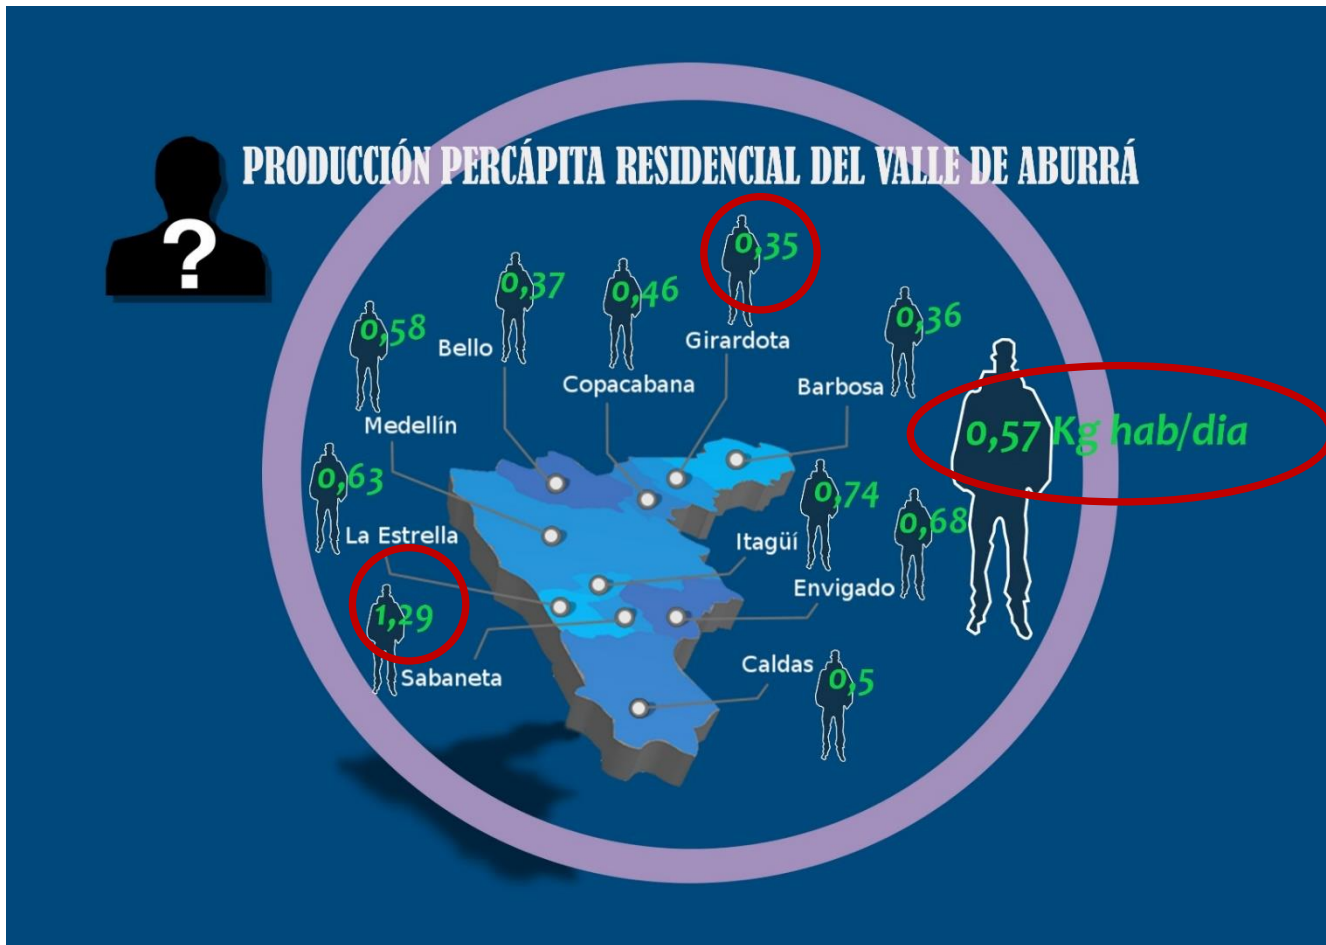 PRODUCCIÓN PERCÁPITA RESIDENCIAL DEL VALLE DE ABURRÁ
?
0,35
0,37
0,46
0,36
0,58
Girardota
Bello
Copacabana
Barbosa
Medellín
0,57 Kg hab/dia
0,63
0,74
0,68
La Estrella
Itagüí
Envigado
1,29
Sabaneta
Caldas
0,5